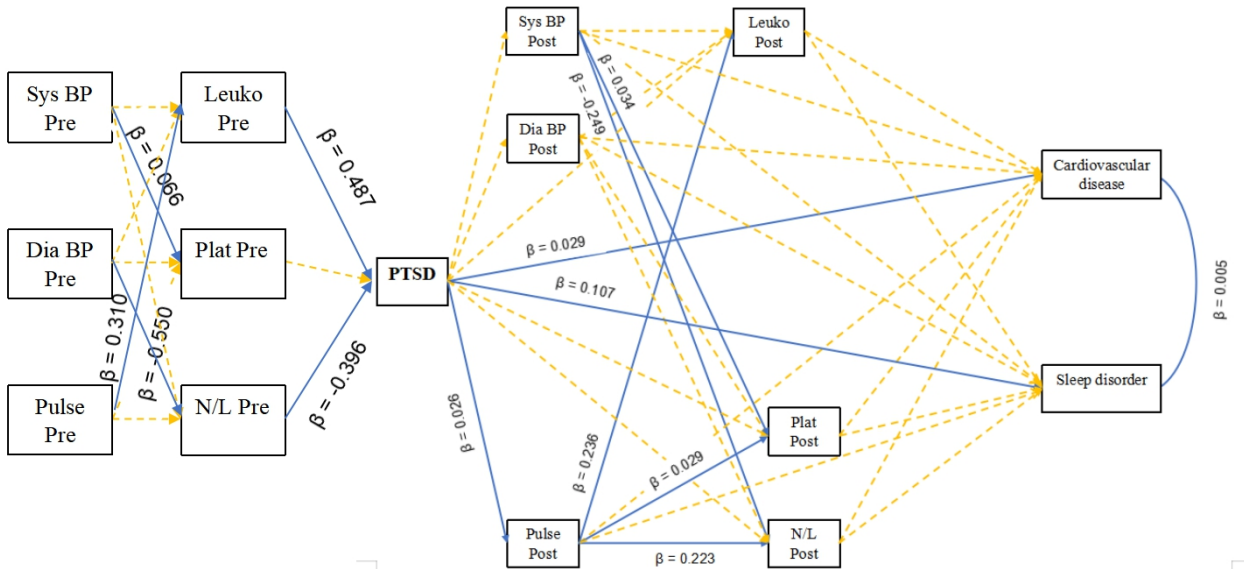 Sys BP
Pre
Dia BP
Pre
Pulse
Pre
Leuko
Pre
Plat Pre
N/L Pre
β = 0.066
β = 0.310
β = -0.550
β = 0.487
β = -0.396
PTSD
Sys BP
Post
Dia BP
Post
Pulse
Post
Leuko
Post
Plat
Post
N/L
Post
β = 0.034
β = -0.249
β = 0.029
β = 0.107
β = 0.026
β = 0.236
β = 0.029
β = 0.223
Cardiovascular
disease
Sleep disorder
β = 0.005